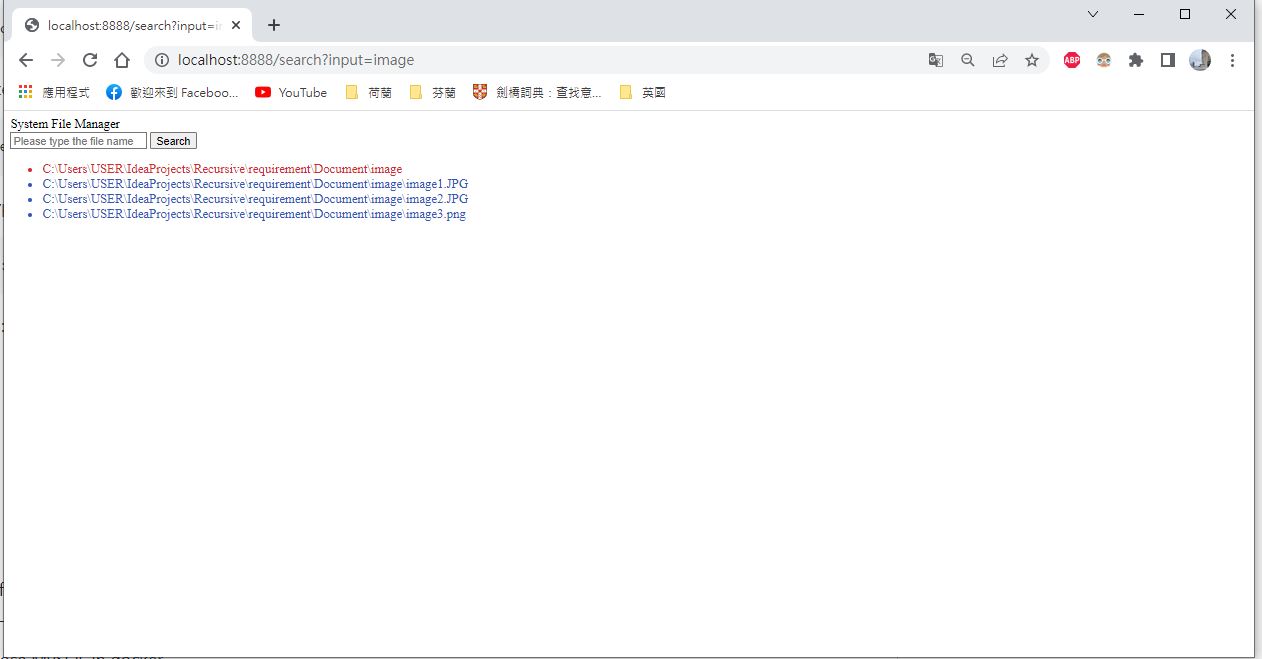 localhost:8888/search?input=i
localhost:8888/search?input=image
ABP
應用程式 歡迎來到 Faceboo... YouTube 荷蘭 芬蘭 劍橋詞典：查找意... 英國
System File Manager
Please type the file name Search
C:\Users\USER\IdeaProjects\Recursive\requirement\Document\image
C:\Users\USER\IdeaProjects\Recursive\requirement\Document\image\image1.JPG
C:\Users\USER\IdeaProjects\Recursive\requirement\Document\image\image2.JPG
C:\Users\USER\IdeaProjects\Recursive\requirement\Document\image\image3.png